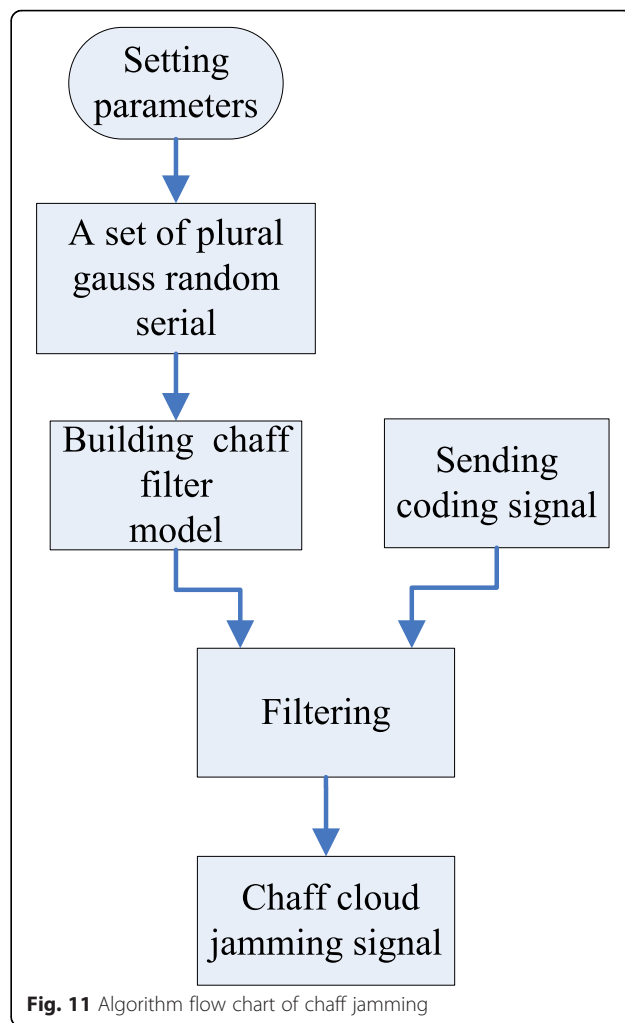 Setting
parameters
A set of plural
gauss random
serial
Building chaff
filter
model
Sending
coding signal
Filtering
Chaff cloud
jamming signal
Fig. 11 Algorithm flow chart of chaff jamming